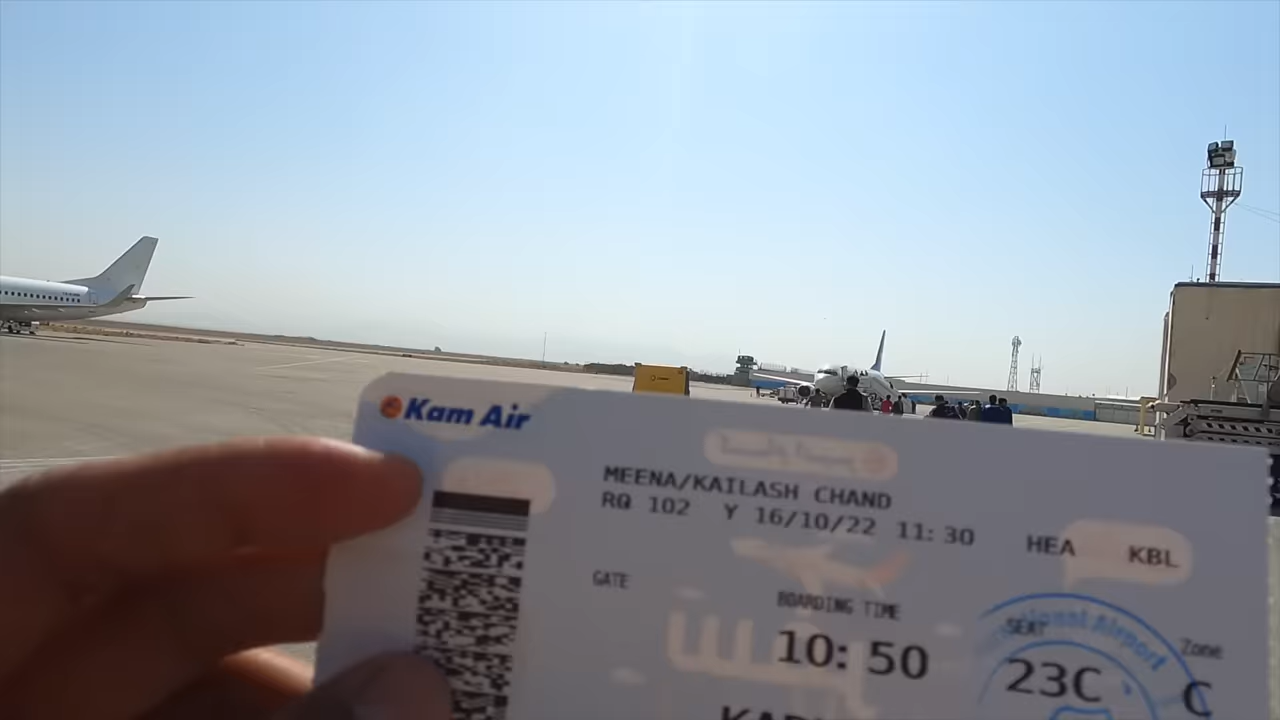 Kam Air
MEENA/KAILASH CHAND
RQ 102 Y 16/10/22 11:30 HEA KBL
GATE BOARDING TIME SEAT Zone
10:50 23C C
Airport